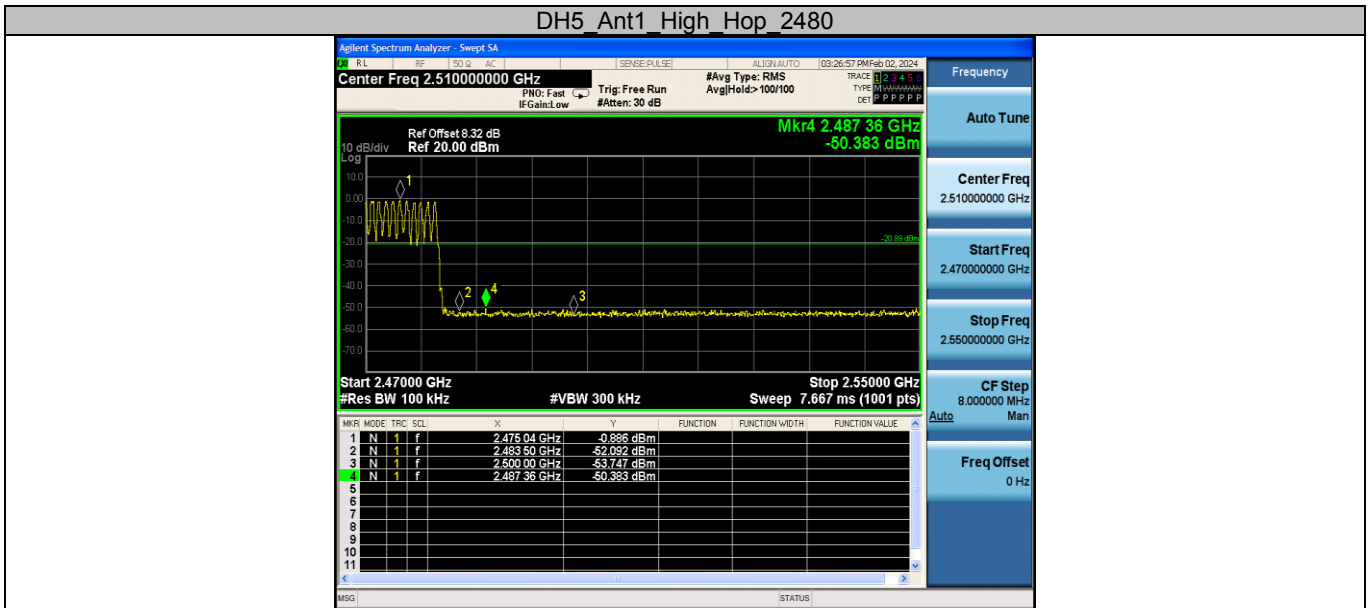 DH5_Ant1_High_Hop_2480
Agilent Spectrum Analyzer - Swept SA
RL RF 50 Ω AC SENSE:PULSE ALIGNAUTO 03:26:57 PM Feb 02, 2024
Center Freq 2.510000000 GHz
PNO: Fast
IFGain:Low
Trig: Free Run
#Atten: 30 dB
#Avg Type: RMS
Avg|Hold:>100/100
TRACE 1 2 3 4 5 6
TYPE M
DET P P P P P P
Mkr4 2.487 36 GHz
-50.383 dBm
Ref Offset 8.32 dB
10 dB/div Ref 20.00 dBm
Log
10.0
0.00
-10.0
-20.0
-30.0
-40.0
-50.0
-60.0
-70.0
1
2
4
3
-20.89 dBm
Start 2.47000 GHz Stop 2.55000 GHz
#Res BW 100 kHz #VBW 300 kHz Sweep 7.667 ms (1001 pts)
MKR MODE TRC SCL X Y FUNCTION FUNCTION WIDTH FUNCTION VALUE
1 N 1 f 2.475 04 GHz -0.886 dBm
2 N 1 f 2.483 50 GHz -52.092 dBm
3 N 1 f 2.500 00 GHz -53.747 dBm
4 N 1 f 2.487 36 GHz -50.383 dBm
5
6
7
8
9
10
11
MSG STATUS
Frequency
Auto Tune
Center Freq
2.510000000 GHz
Start Freq
2.470000000 GHz
Stop Freq
2.550000000 GHz
CF Step
8.000000 MHz
Auto Man
Freq Offset
0 Hz